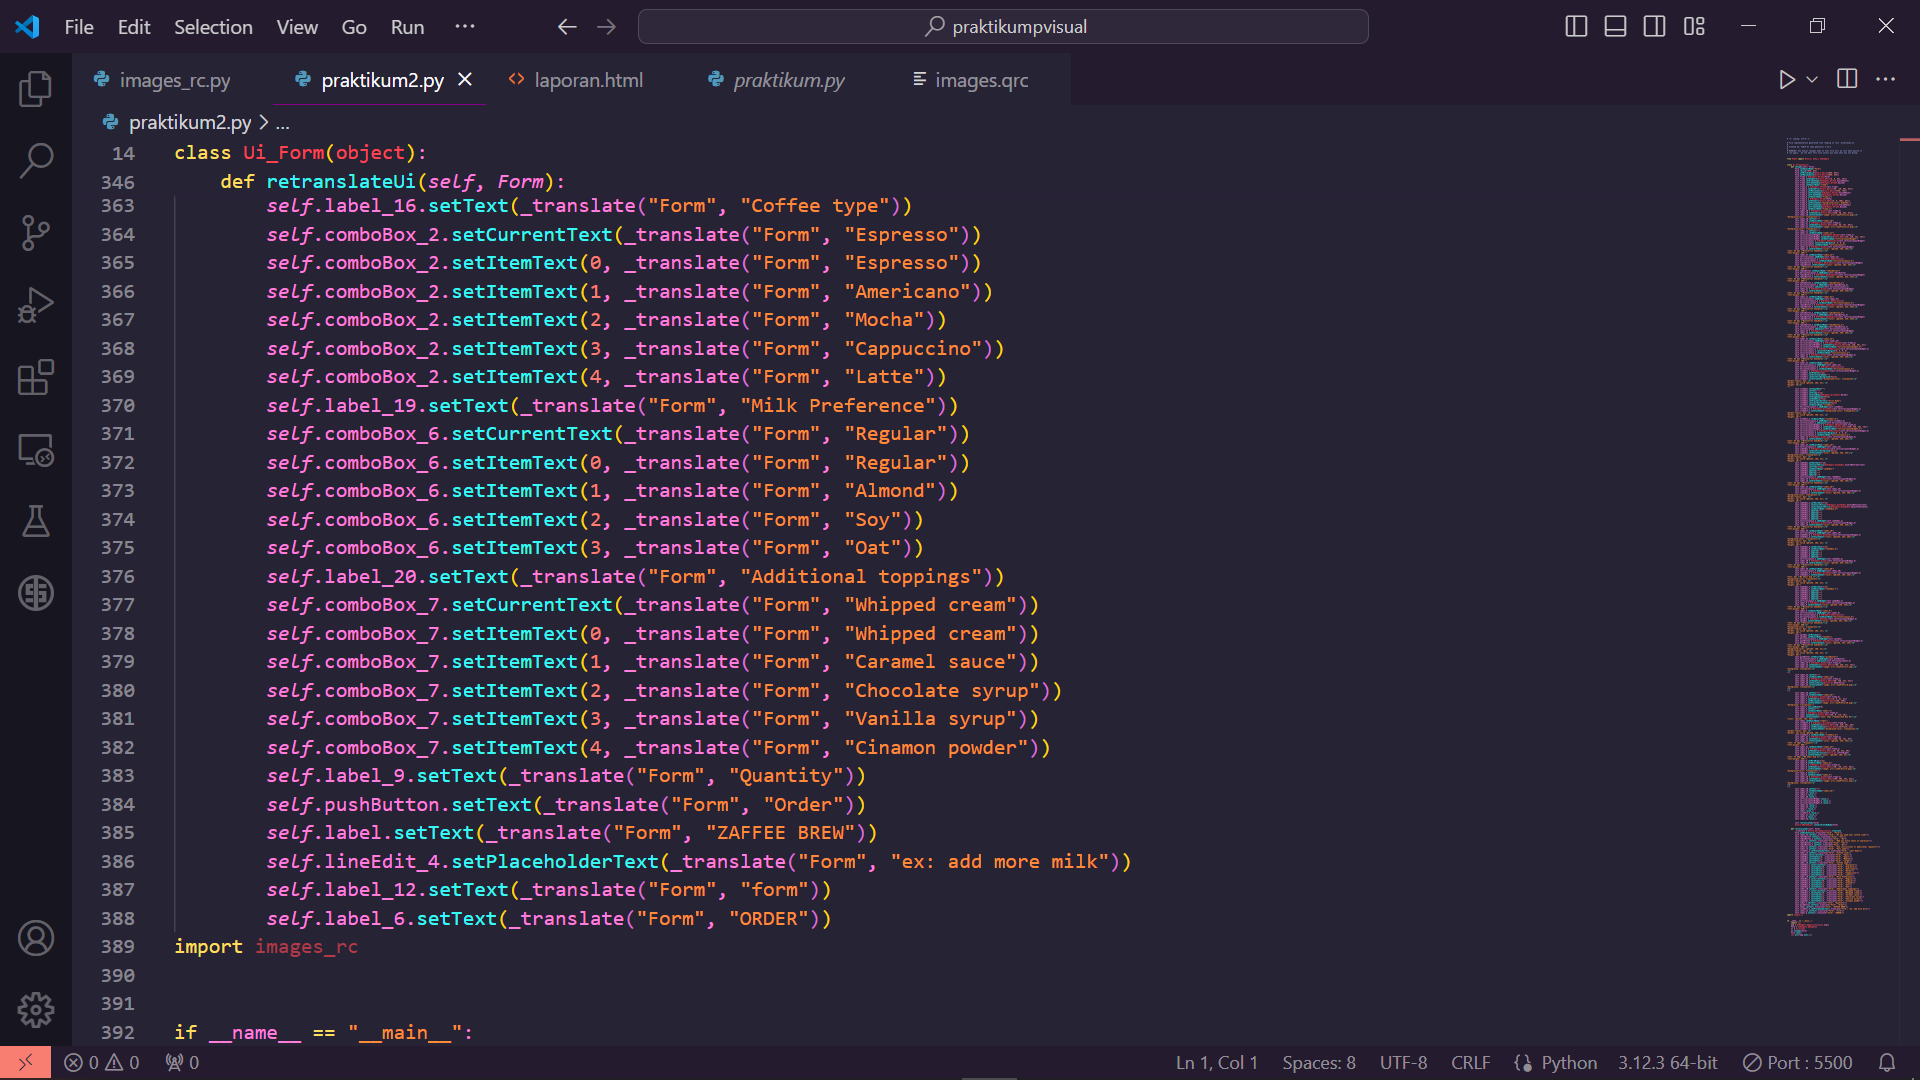 File Edit Selection View Go Run ··· praktikumpvisual
images_rc.py praktikum2.py laporan.html praktikum.py images.qrc
praktikum2.py > ...
14 class Ui_Form(object):
346 def retranslateUi(self, Form):
363 self.label_16.setText(_translate("Form", "Coffee type"))
364 self.comboBox_2.setCurrentText(_translate("Form", "Espresso"))
365 self.comboBox_2.setItemText(0, _translate("Form", "Espresso"))
366 self.comboBox_2.setItemText(1, _translate("Form", "Americano"))
367 self.comboBox_2.setItemText(2, _translate("Form", "Mocha"))
368 self.comboBox_2.setItemText(3, _translate("Form", "Cappuccino"))
369 self.comboBox_2.setItemText(4, _translate("Form", "Latte"))
370 self.label_19.setText(_translate("Form", "Milk Preference"))
371 self.comboBox_6.setCurrentText(_translate("Form", "Regular"))
372 self.comboBox_6.setItemText(0, _translate("Form", "Regular"))
373 self.comboBox_6.setItemText(1, _translate("Form", "Almond"))
374 self.comboBox_6.setItemText(2, _translate("Form", "Soy"))
375 self.comboBox_6.setItemText(3, _translate("Form", "Oat"))
376 self.label_20.setText(_translate("Form", "Additional toppings"))
377 self.comboBox_7.setCurrentText(_translate("Form", "Whipped cream"))
378 self.comboBox_7.setItemText(0, _translate("Form", "Whipped cream"))
379 self.comboBox_7.setItemText(1, _translate("Form", "Caramel sauce"))
380 self.comboBox_7.setItemText(2, _translate("Form", "Chocolate syrup"))
381 self.comboBox_7.setItemText(3, _translate("Form", "Vanilla syrup"))
382 self.comboBox_7.setItemText(4, _translate("Form", "Cinamon powder"))
383 self.label_9.setText(_translate("Form", "Quantity"))
384 self.pushButton.setText(_translate("Form", "Order"))
385 self.label.setText(_translate("Form", "ZAFFEE BREW"))
386 self.lineEdit_4.setPlaceholderText(_translate("Form", "ex: add more milk"))
387 self.label_12.setText(_translate("Form", "form"))
388 self.label_6.setText(_translate("Form", "ORDER"))
389 import images_rc
390
391
392 if __name__ == "__main__":
0 0 0 Ln 1, Col 1 Spaces: 8 UTF-8 CRLF Python 3.12.3 64-bit Port : 5500